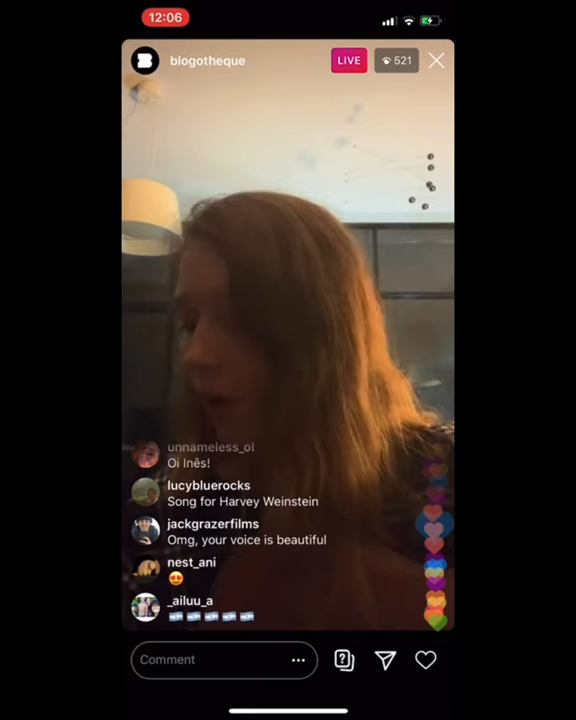 12:06
blogotheque
LIVE
521
unnameless_ol
Oi Inês!
lucybluerocks
Song for Harvey Weinstein
jackgrazerfilms
Omg, your voice is beautiful
nest_ani
😍
_ailuu_a
🇦🇷🇦🇷🇦🇷🇦🇷🇦🇷
Comment